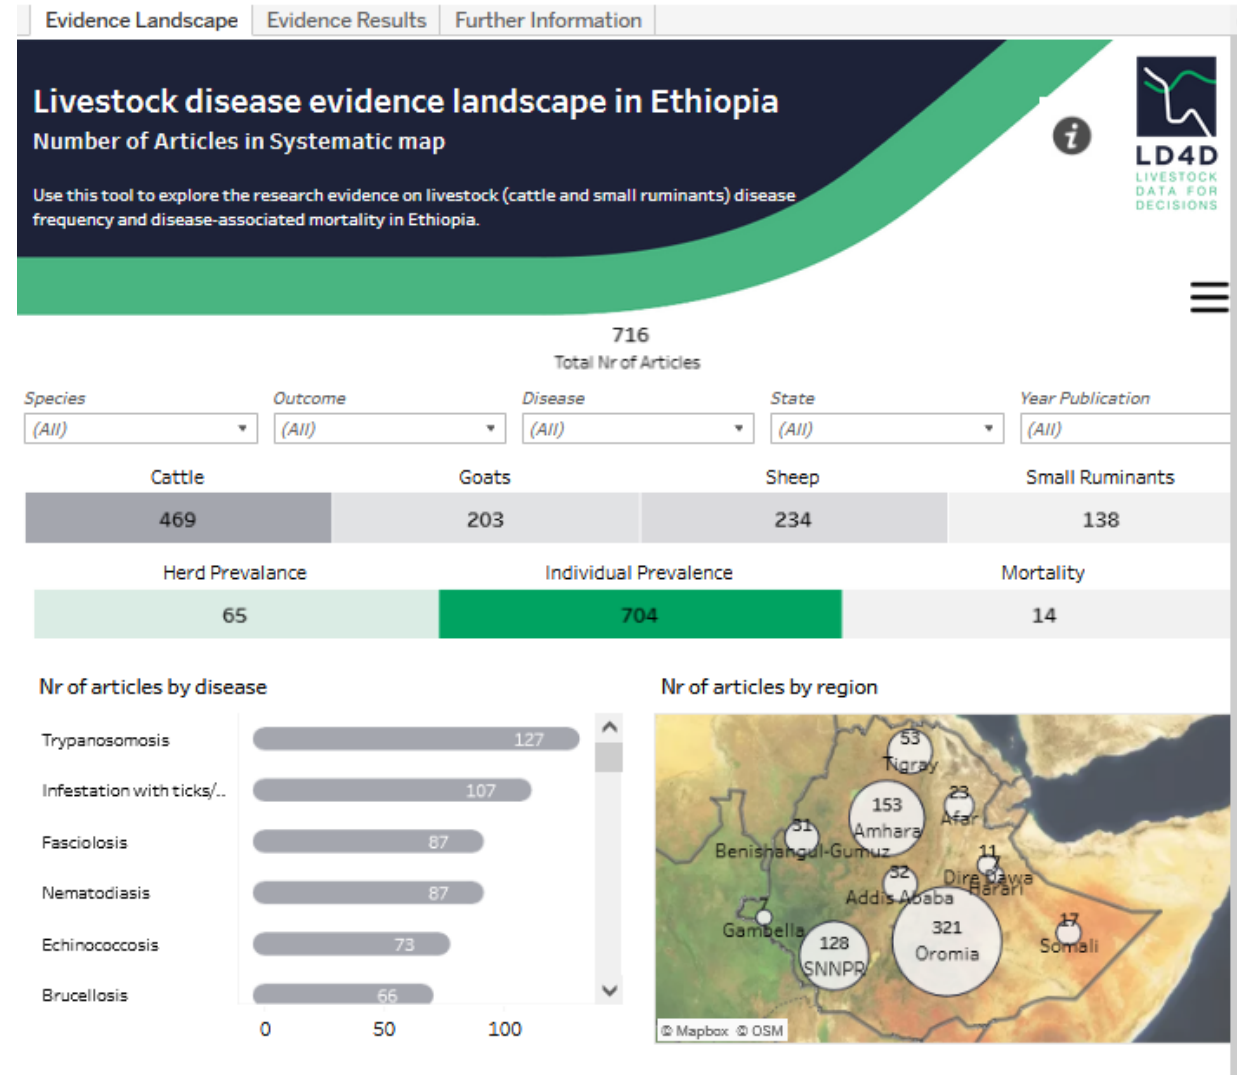 Evidence Landscape
Evidence Results
Further Information
Livestock disease evidence landscape in Ethiopia
Number of Articles in Systematic map
Use this tool to explore the research evidence on livestock (cattle and small ruminants) disease
frequency and disease-associated mortality in Ethiopia.
i
LD4D
LIVESTOCK
DATA FOR
DECISIONS
716
Total Nr of Articles
Species
Outcome
Disease
State
Year Publication
(All)
(All)
(All)
(All)
(All)
Cattle
Goats
Sheep
Small Ruminants
469
203
234
138
Herd Prevalance
Individual Prevalence
Mortality
65
704
14
Nr of articles by disease
Trypanosomosis
127
Infestation with ticks/..
107
Fasciolosis
87
Nematodiasis
87
Echinococcosis
73
Brucellosis
66
0
50
100
Nr of articles by region
53
Tigray
153
Amhara
23
Afar
31
Benishangul-Gumuz
11
Dire Dawa
7
Harari
32
Addis Ababa
7
Gambella
321
Oromia
17
Somali
128
SNNPR
© Mapbox © OSM